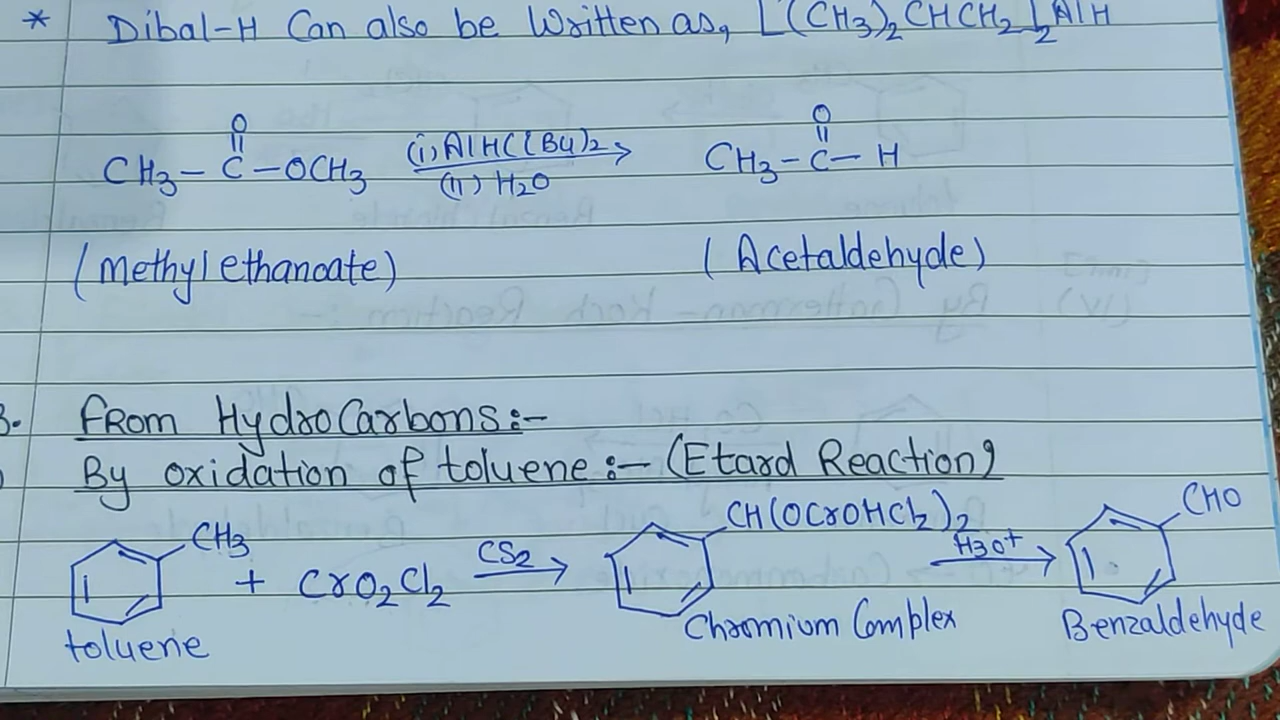 * Dibal-H Can also be Written as, [(CH3)2CHCH2]2AlH
O
CH3-C-OCH3 (i) AlHC(Bu)2 (ii) H2O → O
CH3-C-H
(Methyl ethanoate) (Acetaldehyde)
3. From HydroCarbons:-
By oxidation of toluene:- (Etard Reaction)
CH3 + CrO2Cl2 CS2 → CH(OCrOHCl2)2 H3O+ → CHO
toluene Chromium Complex Benzaldehyde